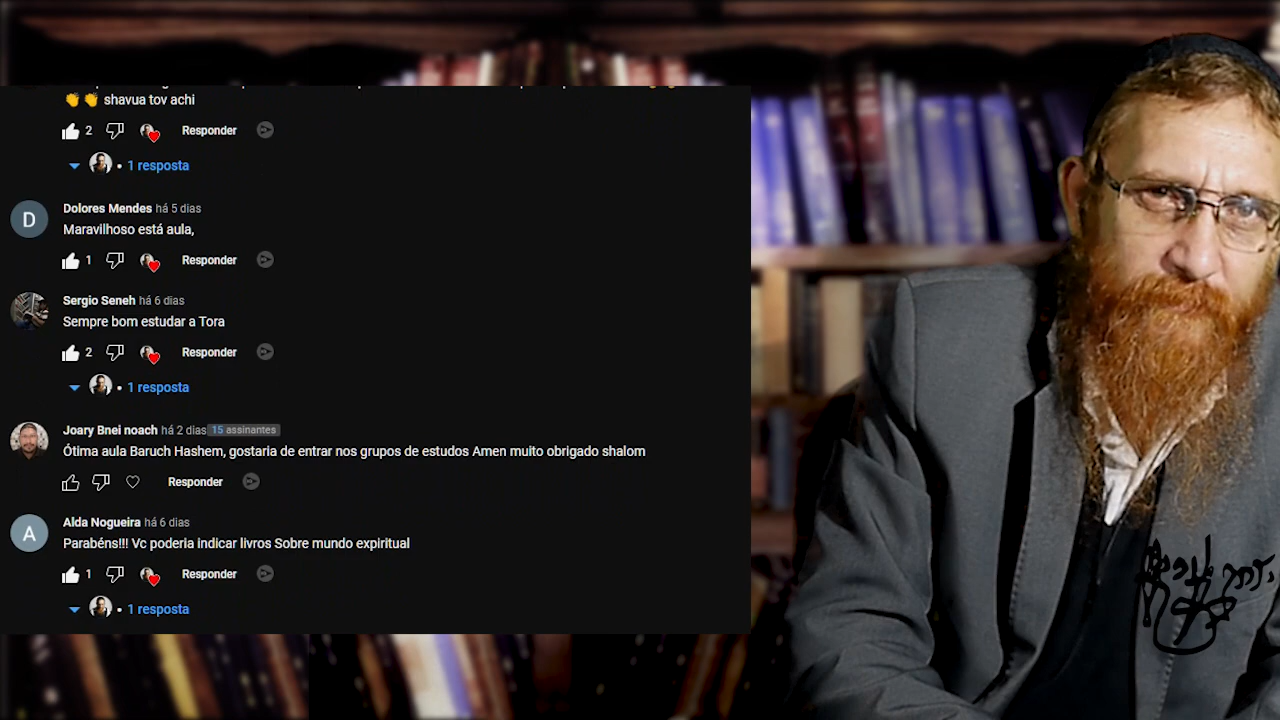 👏 👏 shavua tov achi
2 Responder
• 1 resposta
D
Dolores Mendes há 5 dias
Maravilhoso está aula,
1 Responder
Sergio Seneh há 6 dias
Sempre bom estudar a Tora
2 Responder
• 1 resposta
Joary Bnei noach há 2 dias 15 assinantes
Ótima aula Baruch Hashem, gostaria de entrar nos grupos de estudos Amen muito obrigado shalom
Responder
A
Alda Nogueira há 6 dias
Parabéns!!! Vc poderia indicar livros Sobre mundo expiritual
1 Responder
• 1 resposta